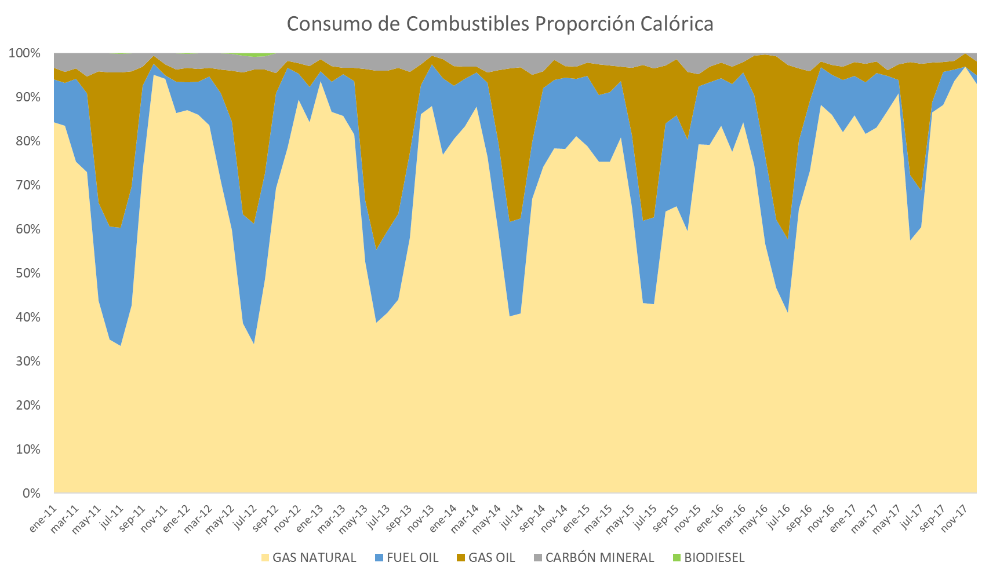 Consumo de Combustibles Proporción Calórica
100%
90%
80%
70%
60%
50%
40%
30%
20%
10%
0%
ene-11
mar-11
may-11
jul-11
sep-11
nov-11
ene-12
mar-12
may-12
jul-12
sep-12
nov-12
ene-13
mar-13
may-13
jul-13
sep-13
nov-13
ene-14
mar-14
may-14
jul-14
sep-14
nov-14
ene-15
mar-15
may-15
jul-15
sep-15
nov-15
ene-16
mar-16
may-16
jul-16
sep-16
nov-16
ene-17
mar-17
may-17
jul-17
sep-17
nov-17
GAS NATURAL FUEL OIL GAS OIL CARBÓN MINERAL BIODIESEL